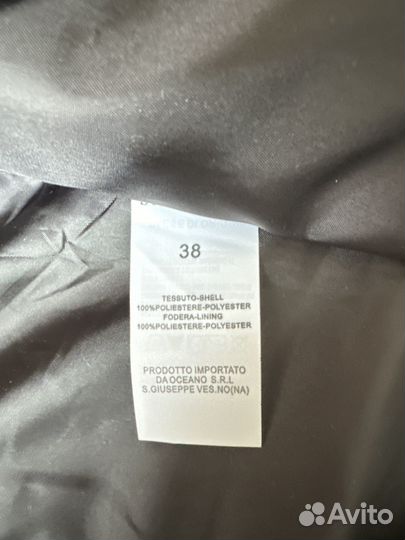 38
TESSUTO-SHELL
100%POLIESTERE-POLYESTER
FODERA-LINING
100%POLIESTERE-POLYESTER
PRODOTTO IMPORTATO
DA OCEANO S.R.L
S.GIUSEPPE VES.NO(NA)
Avito